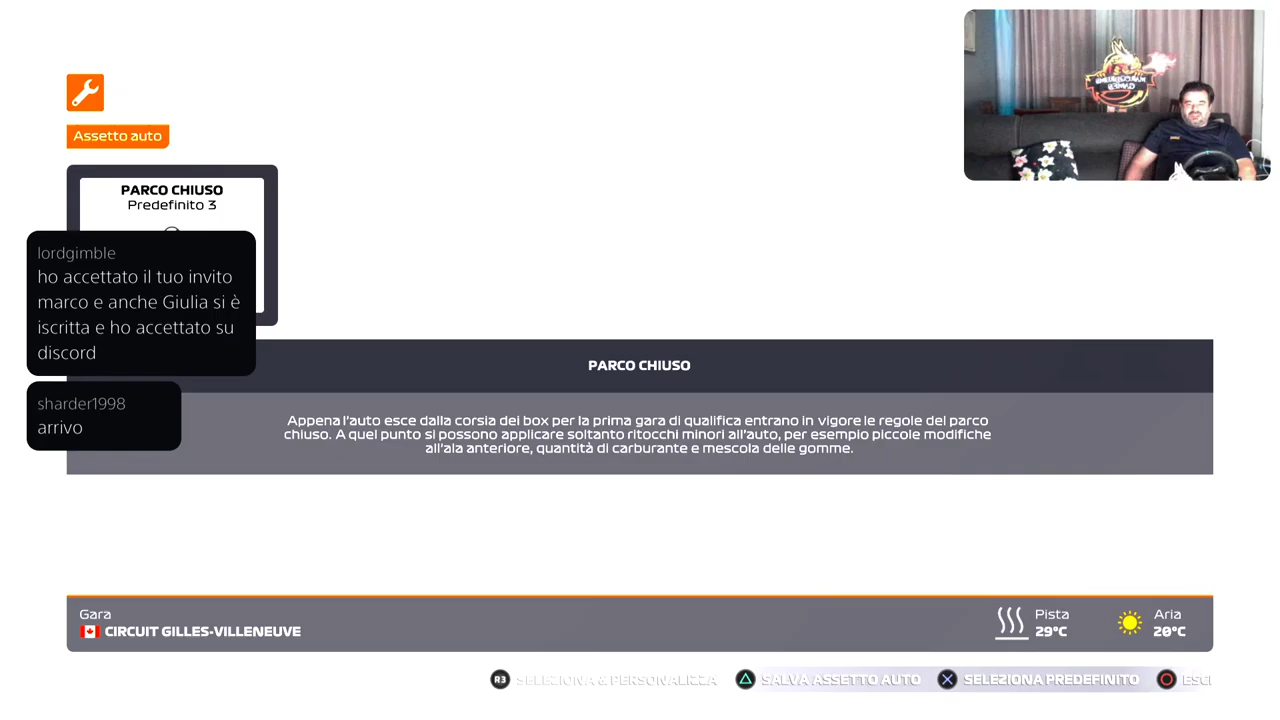 Assetto auto
PARCO CHIUSO
Predefinito 3
lordgimble
ho accettato il tuo invito
marco e anche Giulia si è
iscritta e ho accettato su
discord
sharder1998
arrivo
PARCO CHIUSO
Appena l'auto esce dalla corsia dei box per la prima gara di qualifica entrano in vigore le regole del parco
chiuso. A quel punto si possono applicare soltanto ritocchi minori all'auto, per esempio piccole modifiche
all'ala anteriore, quantità di carburante e mescola delle gomme.
Gara
CIRCUIT GILLES-VILLENEUVE
Pista
29°C
Aria
20°C
R3 SELEZIONA & PERSONALIZZA
SALVA ASSETTO AUTO
SELEZIONA PREDEFINITO
ESCI